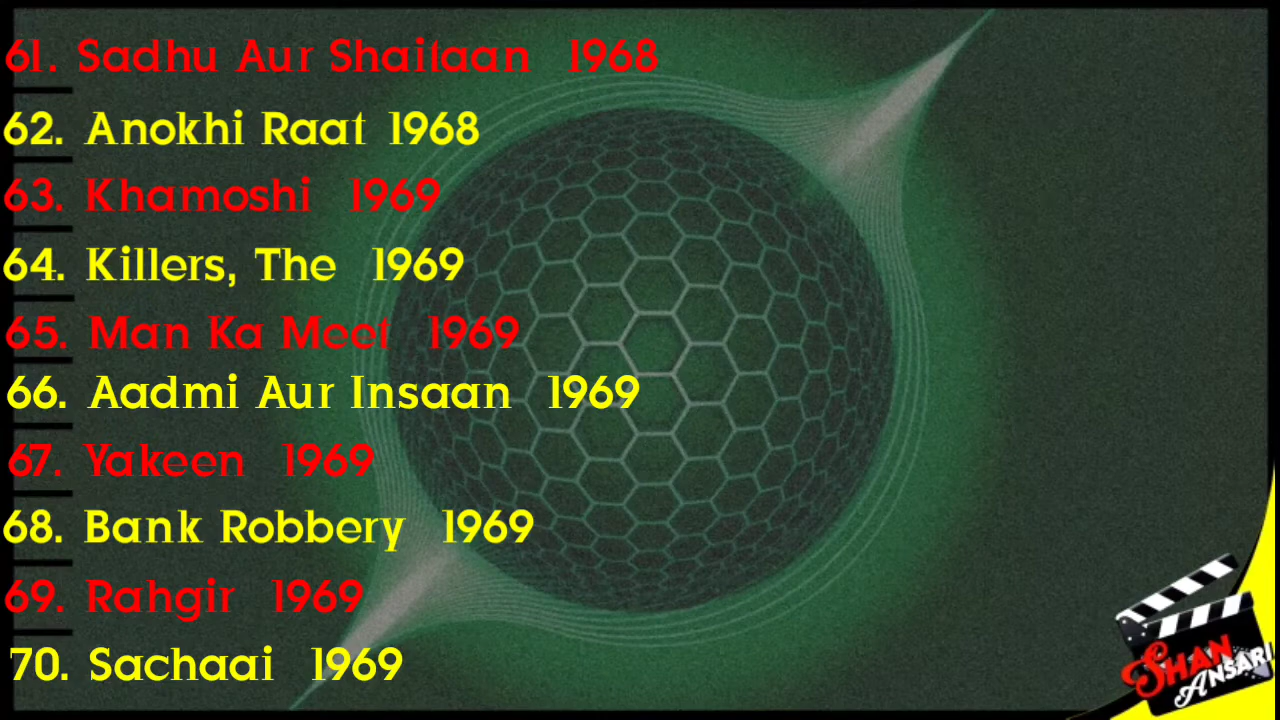 61. Sadhu Aur Shaitaan 1968
62. Anokhi Raat 1968
63. Khamoshi 1969
64. Killers, The 1969
65. Man Ka Meet 1969
66. Aadmi Aur Insaan 1969
67. Yakeen 1969
68. Bank Robbery 1969
69. Rahgir 1969
70. Sachaai 1969
SHAN
ANSARI